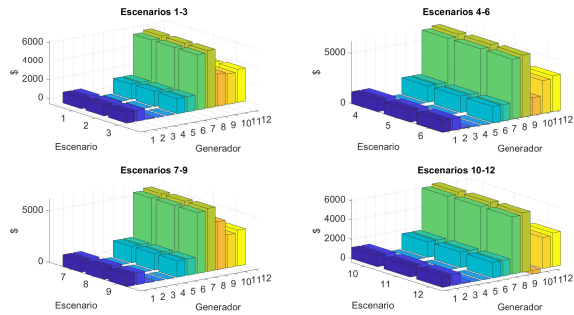 Escenarios 1-3
6000
4000
2000
0
$
1
2
3
Escenario
1 2 3 4 5 6 7 8 9 10 11 12
Generador
Escenarios 4-6
5000
0
$
4
5
6
Escenario
1 2 3 4 5 6 7 8 9 10 11 12
Generador
Escenarios 7-9
5000
0
$
7
8
9
Escenario
1 2 3 4 5 6 7 8 9 10 11 12
Generador
Escenarios 10-12
6000
4000
2000
0
$
10
11
12
Escenario
1 2 3 4 5 6 7 8 9 10 11 12
Generador